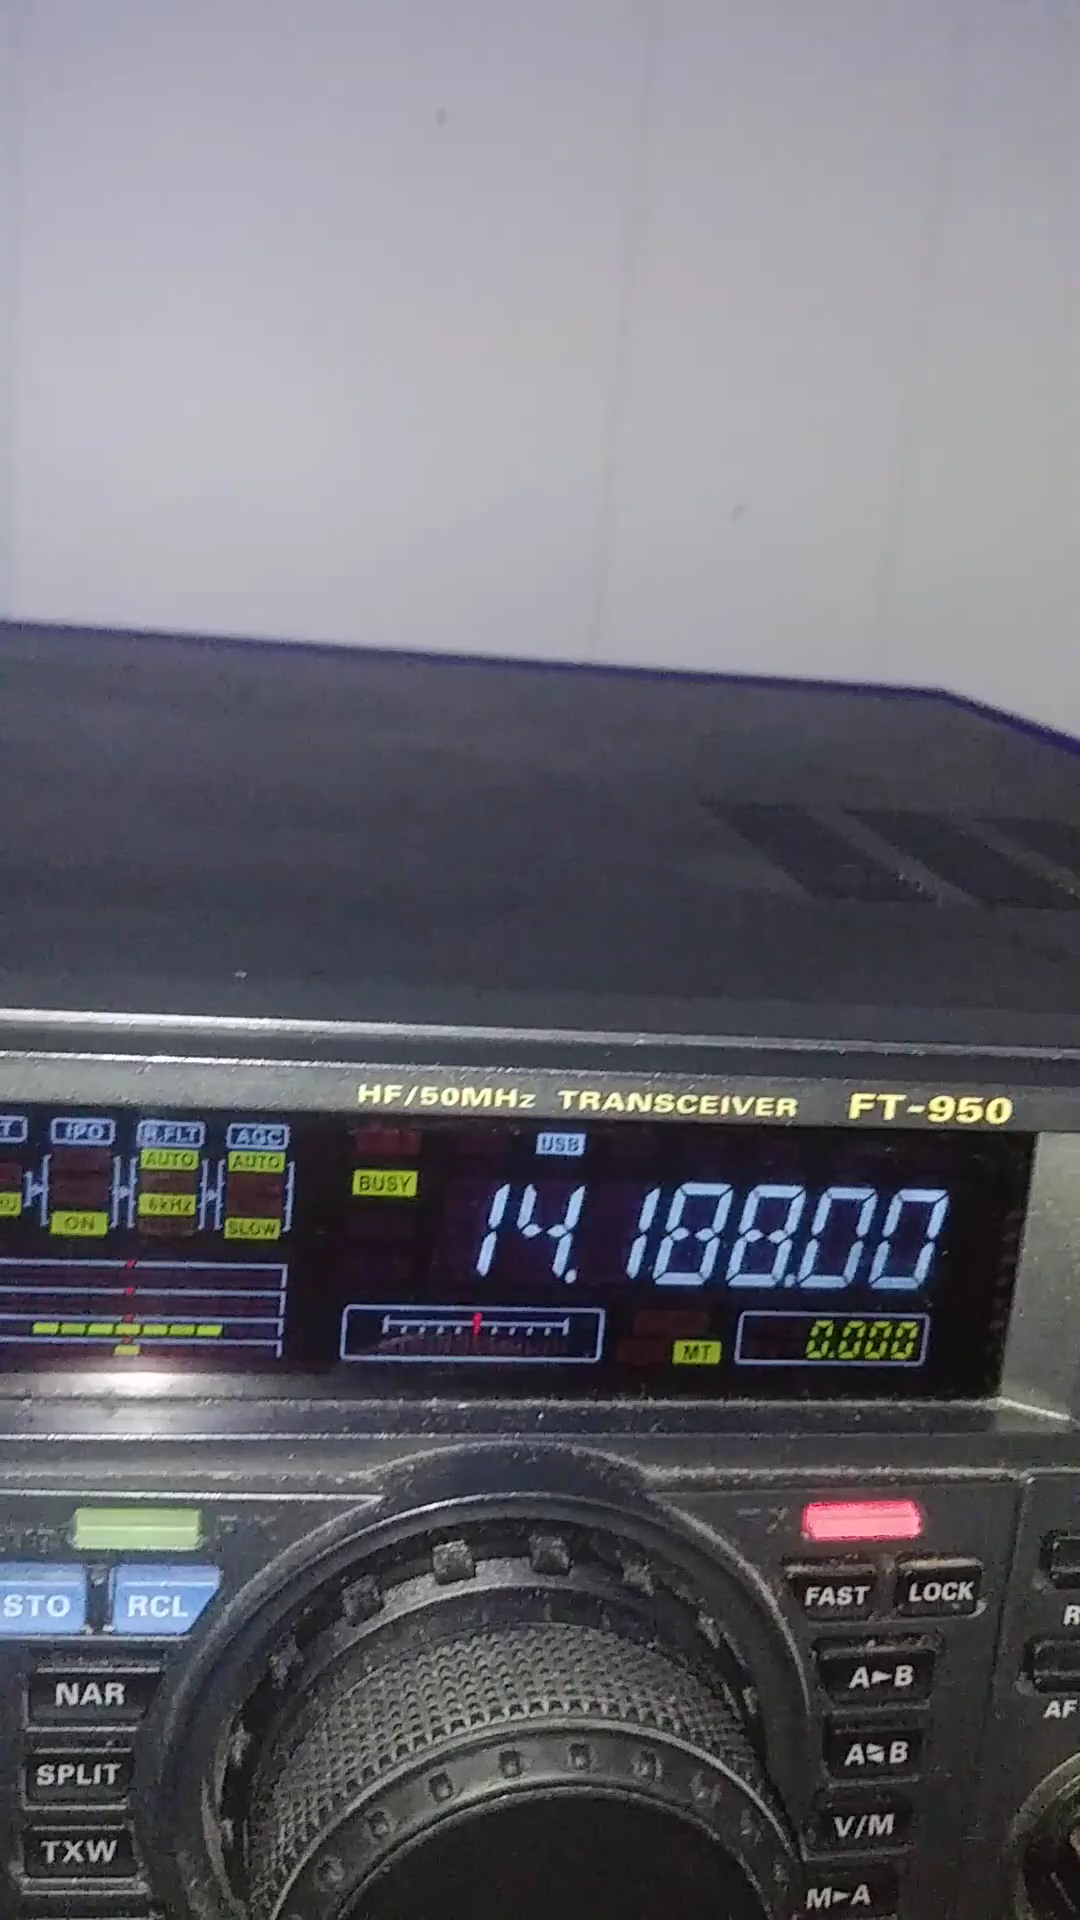 HF/50MHz TRANSCEIVER FT-950
IPO R.FLT AGC USB
AUTO AUTO
BUSY
6kHz
ON SLOW
14.188.00
MT 0.000
STO RCL FAST LOCK
NAR A►B
SPLIT A B
TXW V/M
M►A
AF